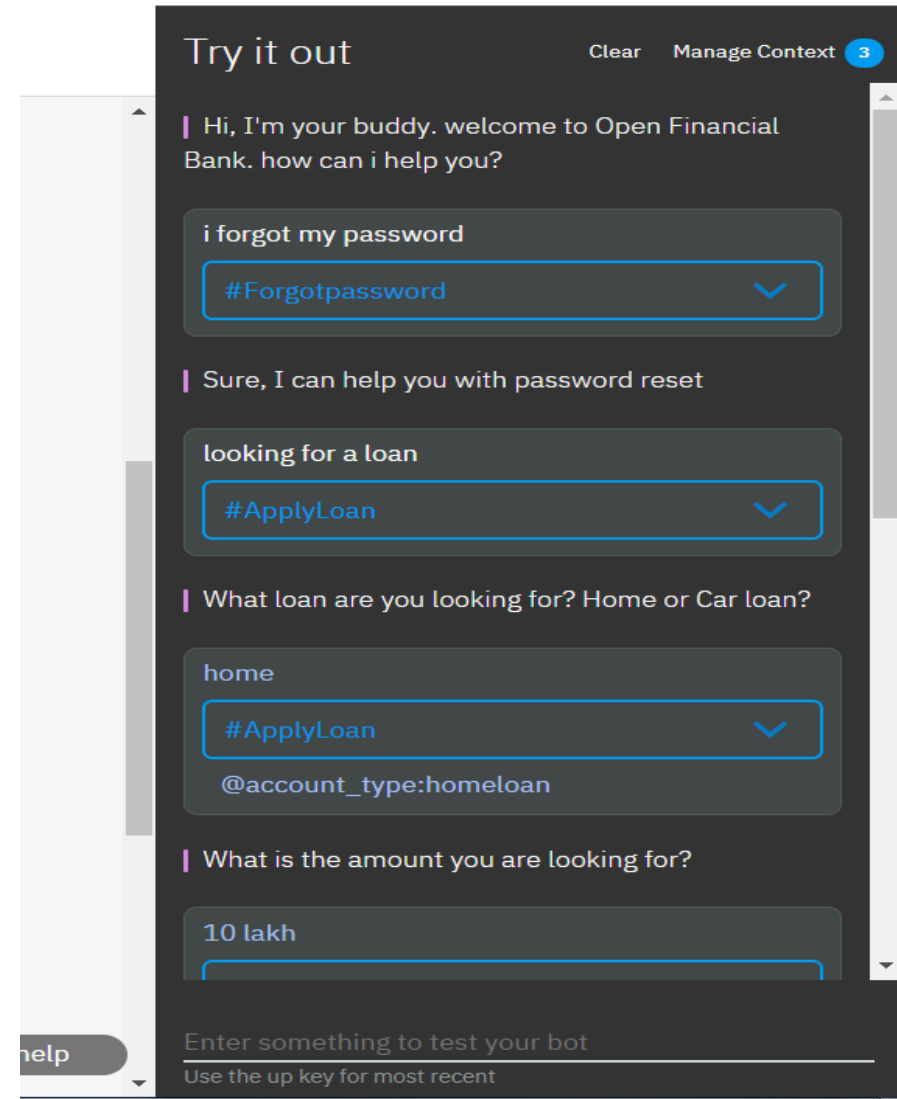 Try it out Clear Manage Context 3
Hi, I'm your buddy. welcome to Open Financial
Bank. how can i help you?
i forgot my password
#Forgotpassword
Sure, I can help you with password reset
looking for a loan
#ApplyLoan
What loan are you looking for? Home or Car loan?
home
#ApplyLoan
@account_type:homeloan
What is the amount you are looking for?
10 lakh
Enter something to test your bot
help
Use the up key for most recent